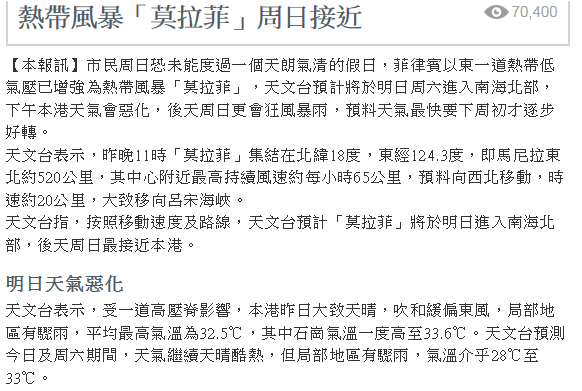 熱帶風暴「莫拉菲」周日接近
70,400
【本報訊】市民周日恐未能度過一個天朗氣清的假日，菲律賓以東一道熱帶低
氣壓已增強為熱帶風暴「莫拉菲」，天文台預計將於明日周六進入南海北部，
下午本港天氣會惡化，後天周日更會狂風暴雨，預料天氣最快要下周初才逐步
好轉。
天文台表示，昨晚11時「莫拉菲」集結在北緯18度，東經124.3度，即馬尼拉東
北約520公里，其中心附近最高持續風速約每小時65公里，預料向西北移動，時
速約20公里，大致移向呂宋海峽。
天文台指，按照移動速度及路線，天文台預計「莫拉菲」將於明日進入南海北
部，後天周日最接近本港。
明日天氣惡化
天文台表示，受一道高壓脊影響，本港昨日大致天晴，吹和緩偏東風，局部地
區有驟雨，平均最高氣溫為32.5℃，其中石崗氣溫一度高至33.6℃。天文台預測
今日及周六期間，天氣繼續天晴酷熱，但局部地區有驟雨，氣溫介乎28℃至
33℃。